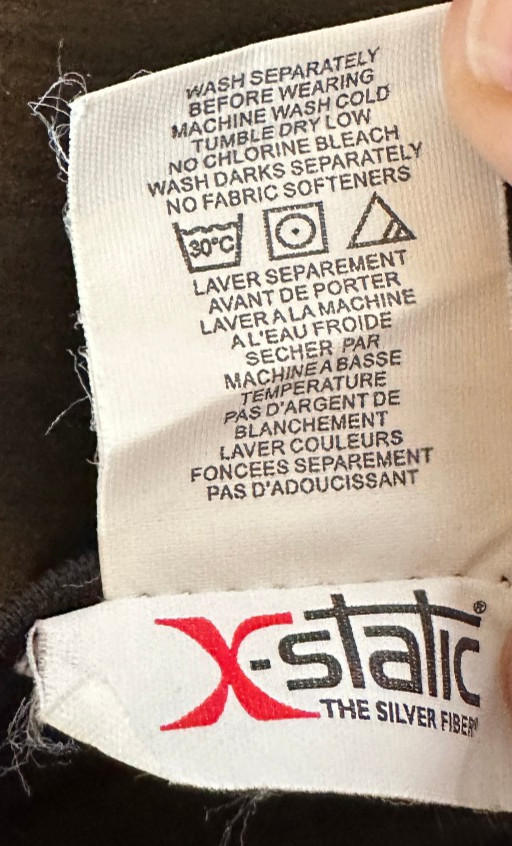 WASH SEPARATELY
BEFORE WEARING
MACHINE WASH COLD
TUMBLE DRY LOW
NO CHLORINE BLEACH
WASH DARKS SEPARATELY
NO FABRIC SOFTENERS
30°C
LAVER SEPAREMENT
AVANT DE PORTER
LAVER A LA MACHINE
A L'EAU FROIDE
SECHER PAR
MACHINE A BASSE
TEMPERATURE
PAS D'ARGENT DE
BLANCHEMENT
LAVER COULEURS
FONCEES SEPAREMENT
PAS D'ADOUCISSANT
X-static®
THE SILVER FIBER®